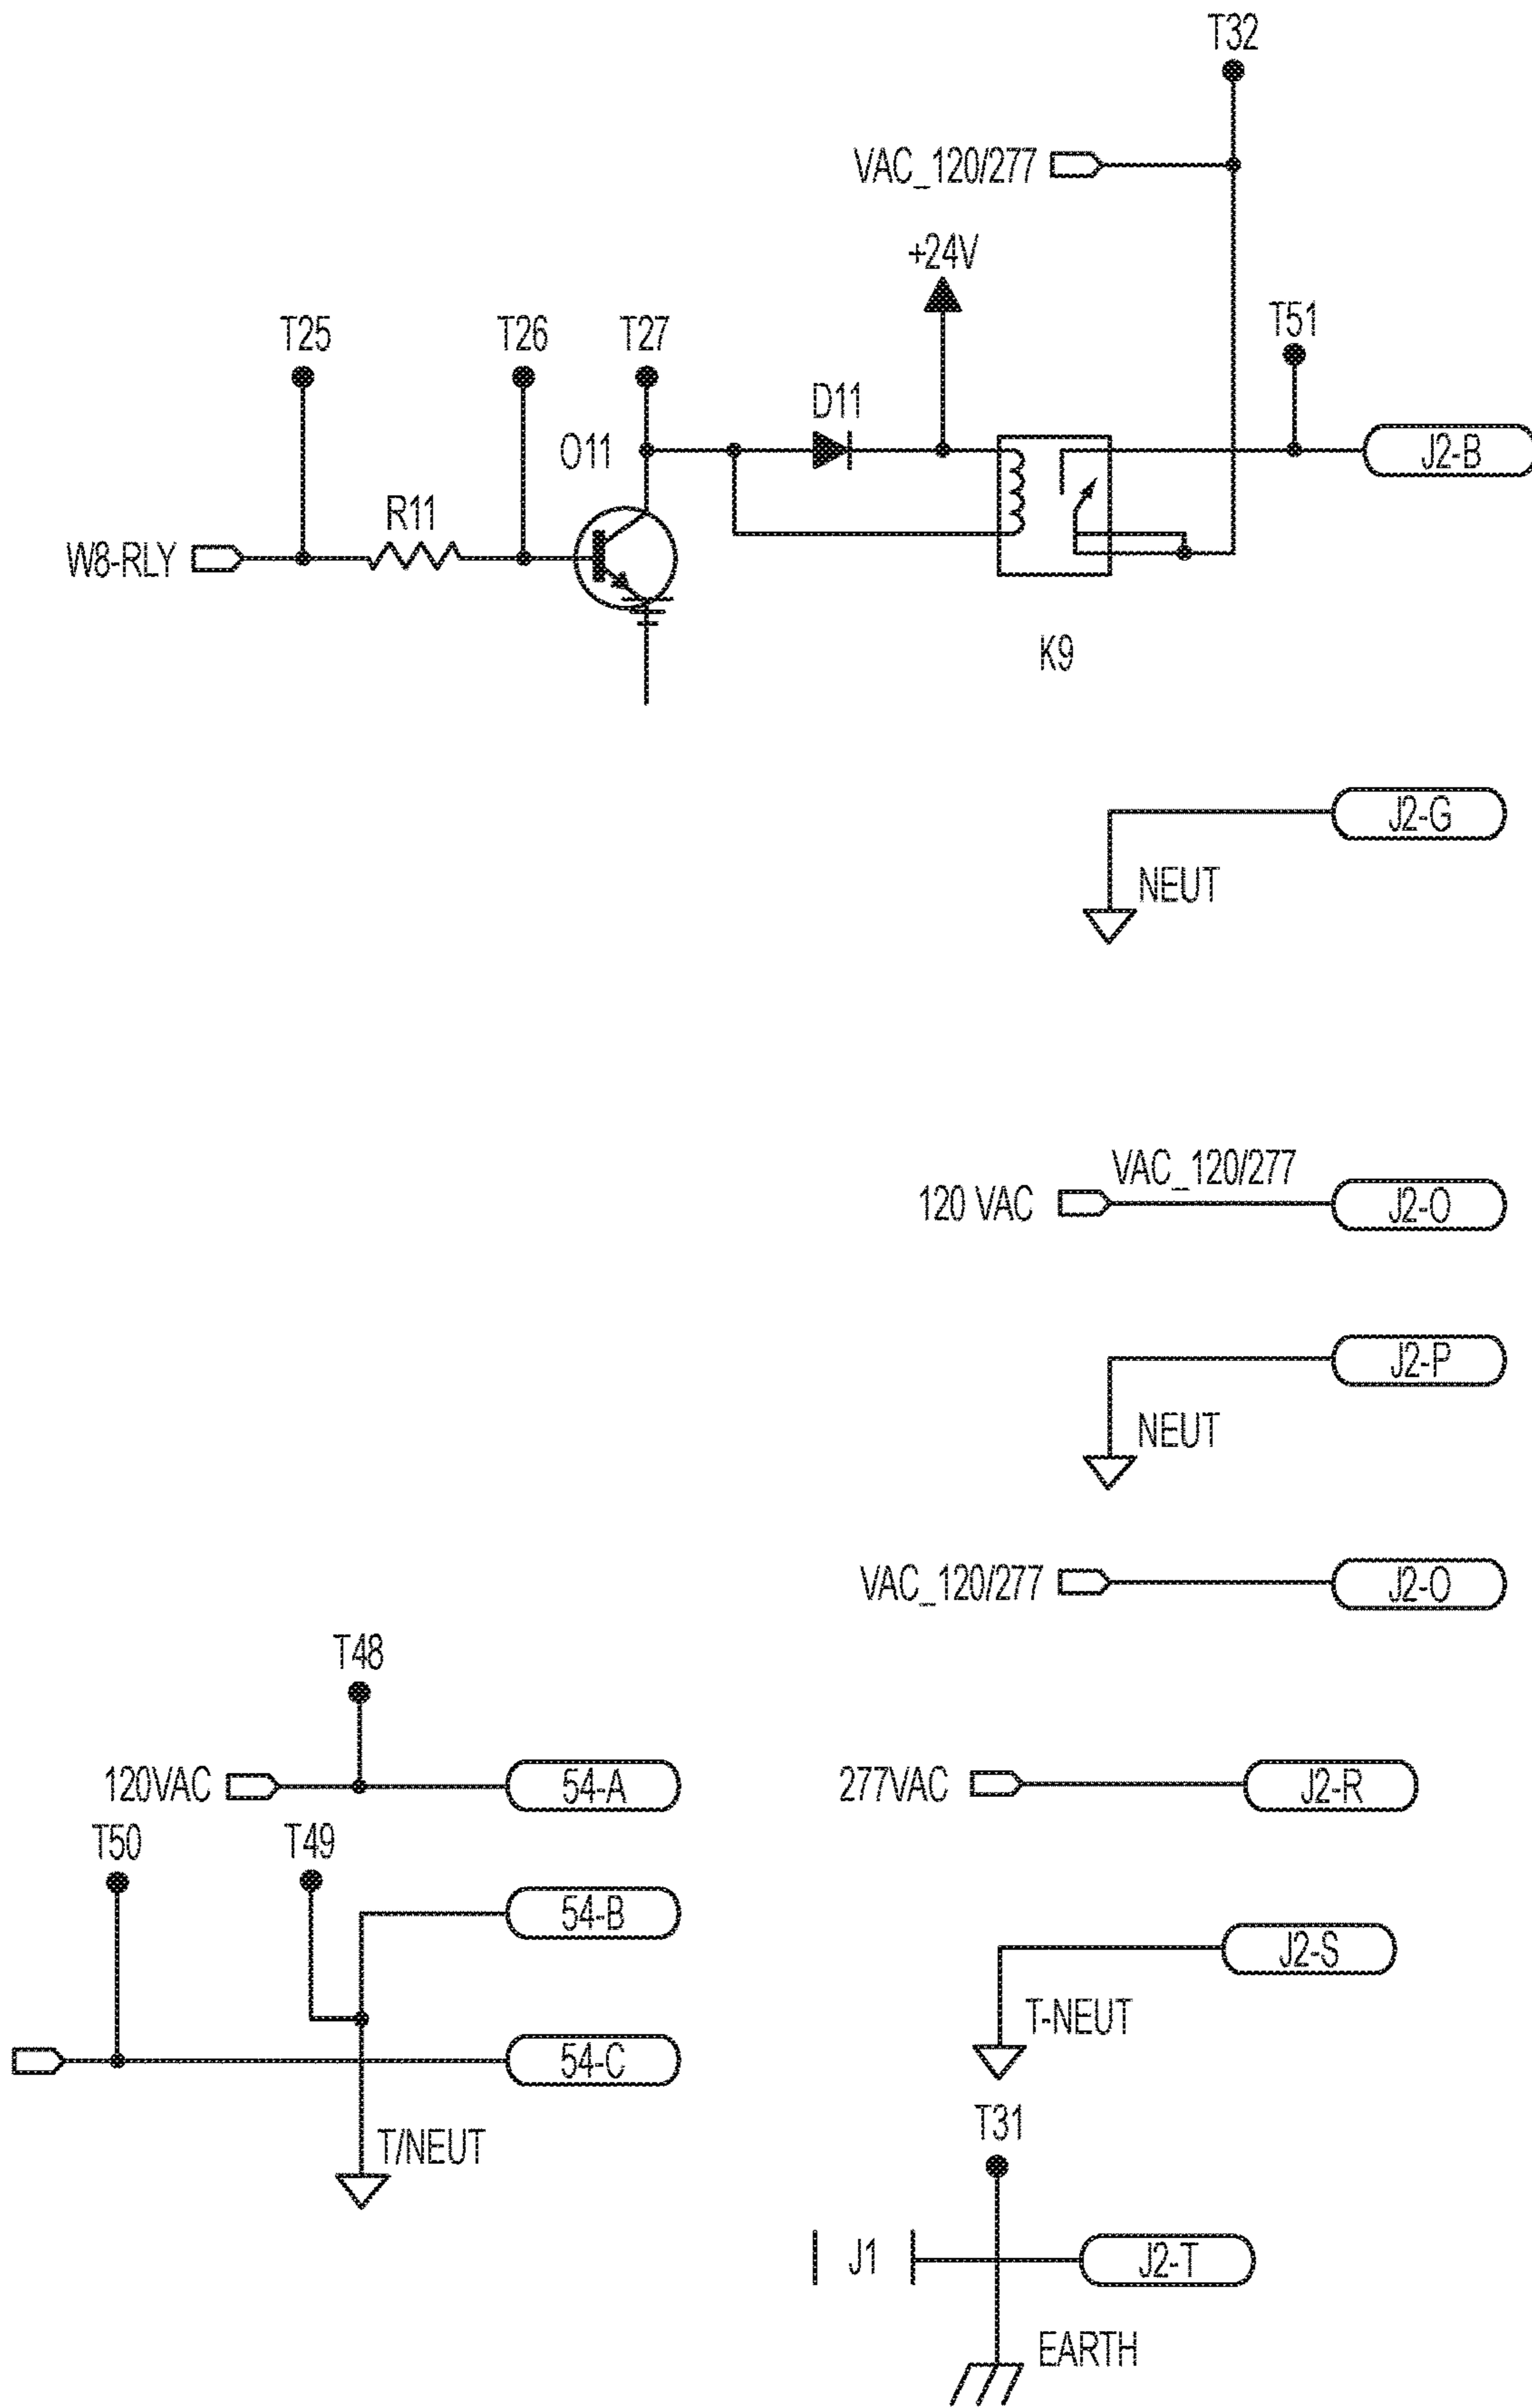 T32
VAC_120/277
+24V
T25
T26
T27
T51
D11
O11
J2-B
R11
W8-RLY
K9
J2-G
NEUT
VAC_120/277
120 VAC
J2-O
J2-P
NEUT
VAC_120/277
J2-O
T48
120VAC
54-A
277VAC
J2-R
T50
T49
54-B
J2-S
T-NEUT
54-C
T31
T/NEUT
J1
J2-T
EARTH